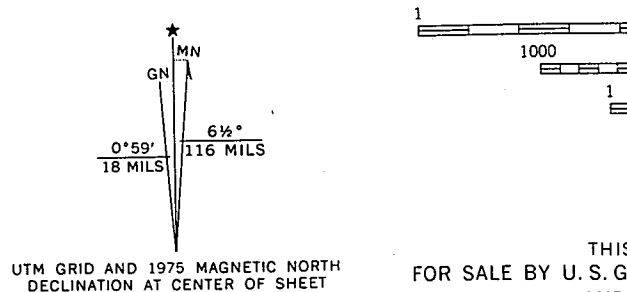 ★
MN
GN
0°59'
18 MILS
6½°
116 MILS
UTM GRID AND 1975 MAGNETIC NORTH
DECLINATION AT CENTER OF SHEET
1
1000
1
THIS
FOR SALE BY U. S. G